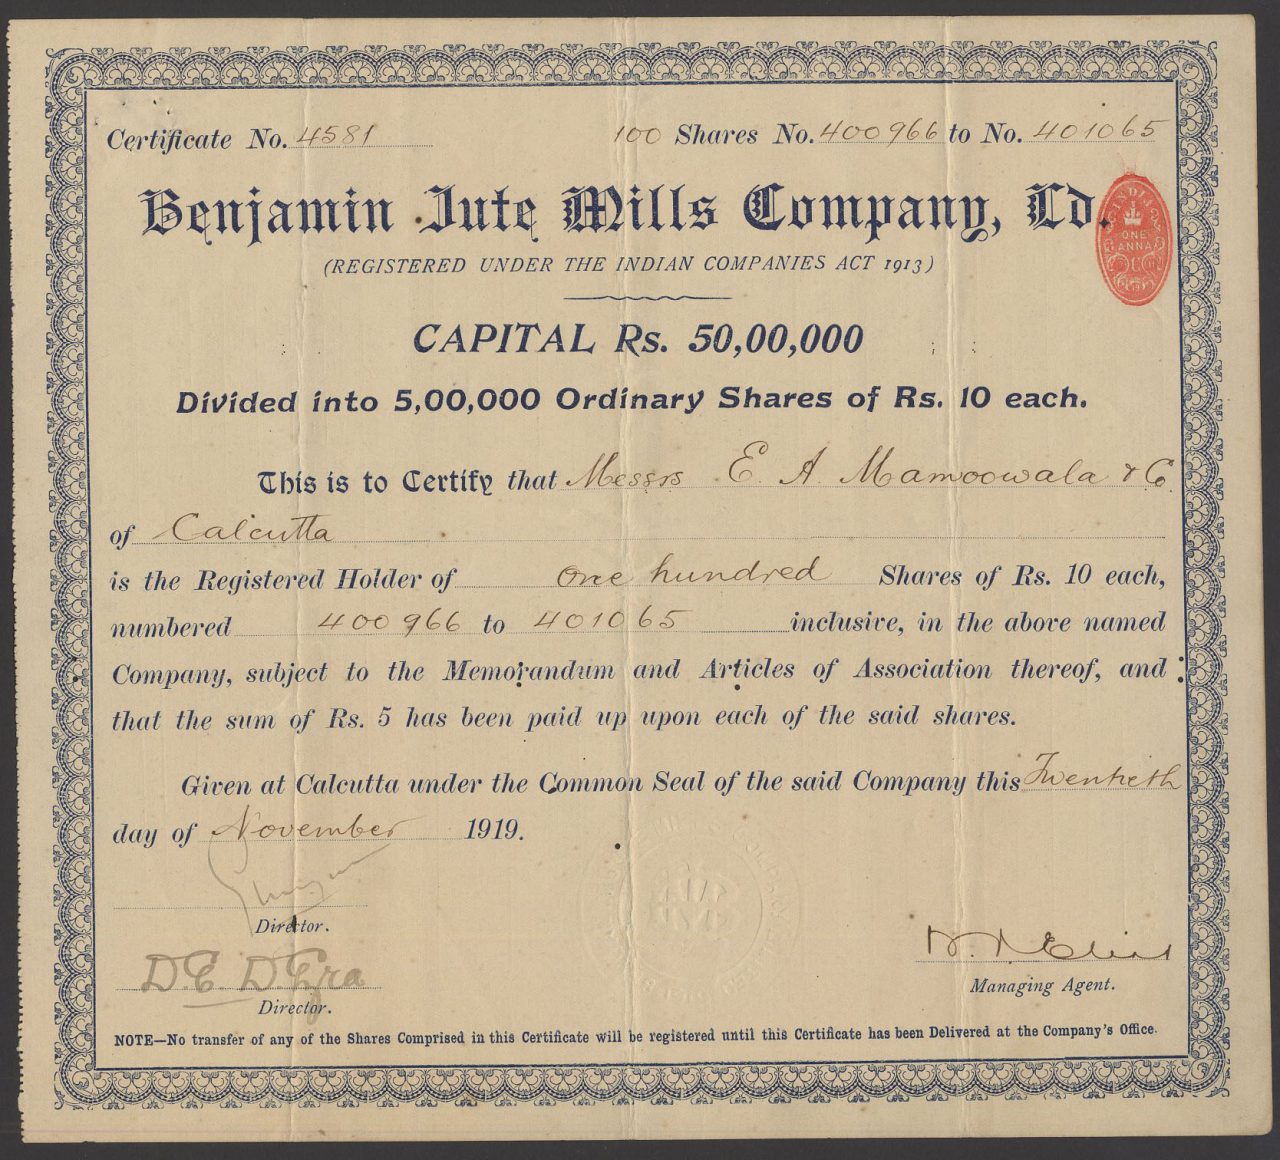 Certificate No. 4581 100 Shares No. 400966 to No. 401065
Benjamin Jute Mills Company, Ld.
INDIA
ONE
ANNA
(REGISTERED UNDER THE INDIAN COMPANIES ACT 1913)
CAPITAL Rs. 50,00,000
Divided into 5,00,000 Ordinary Shares of Rs. 10 each.
This is to Certify that Messrs E. A. Mamoowala & Co
of Calcutta
is the Registered Holder of One hundred Shares of Rs. 10 each,
numbered 400966 to 401065 inclusive, in the above named
Company, subject to the Memorandum and Articles of Association thereof, and
that the sum of Rs. 5 has been paid up upon each of the said shares.
Given at Calcutta under the Common Seal of the said Company this Twentieth
day of November 1919.
Director.
D. E. D. Ezra
Director.
Managing Agent.
NOTE—No transfer of any of the Shares Comprised in this Certificate will be registered until this Certificate has been Delivered at the Company's Office.